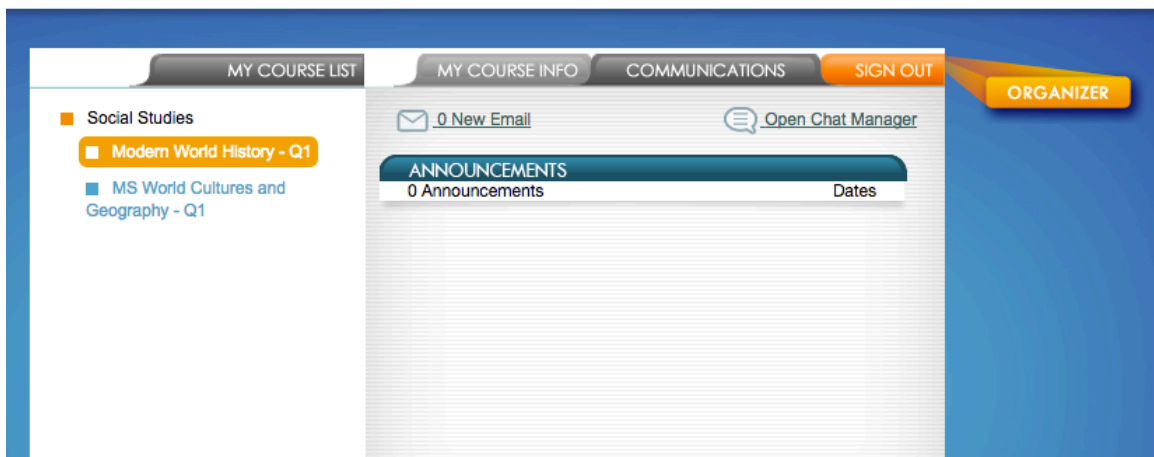 MY COURSE LIST
MY COURSE INFO
COMMUNICATIONS
SIGN OUT
ORGANIZER
Social Studies
Modern World History - Q1
MS World Cultures and
Geography - Q1
0 New Email
Open Chat Manager
ANNOUNCEMENTS
0 Announcements
Dates